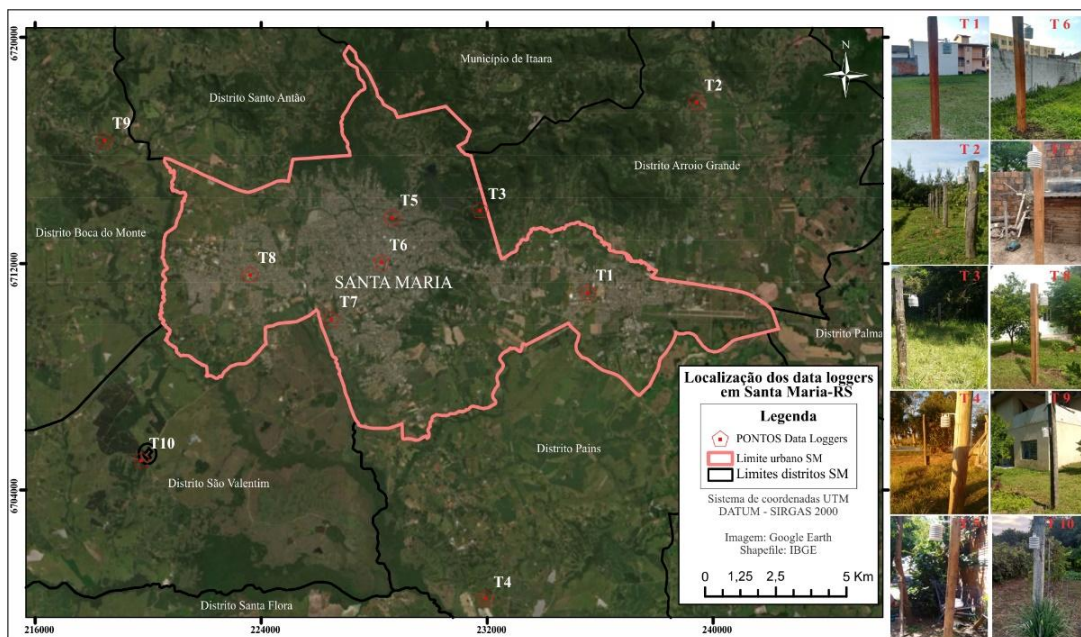 6720000
6712000
6704000
216000
224000
232000
240000
Município de Itaara
Distrito Santo Antão
T2
N
T9
Distrito Arroio Grande
T3
T5
Distrito Boca do Monte
T6
T8
SANTA MARIA
T1
T7
Distrito Palma
T10
Distrito Pains
Distrito São Valentim
T4
Distrito Santa Flora
Localização dos data loggers
em Santa Maria-RS
Legenda
PONTOS Data Loggers
Limite urbano SM
Limites distritos SM
Sistema de coordenadas UTM
DATUM - SIRGAS 2000
Imagem: Google Earth
Shapefile: IBGE
0 1,25 2,5 5 Km
T 1
T 6
T 2
T 3
T 8
T 4
T 9
T 10